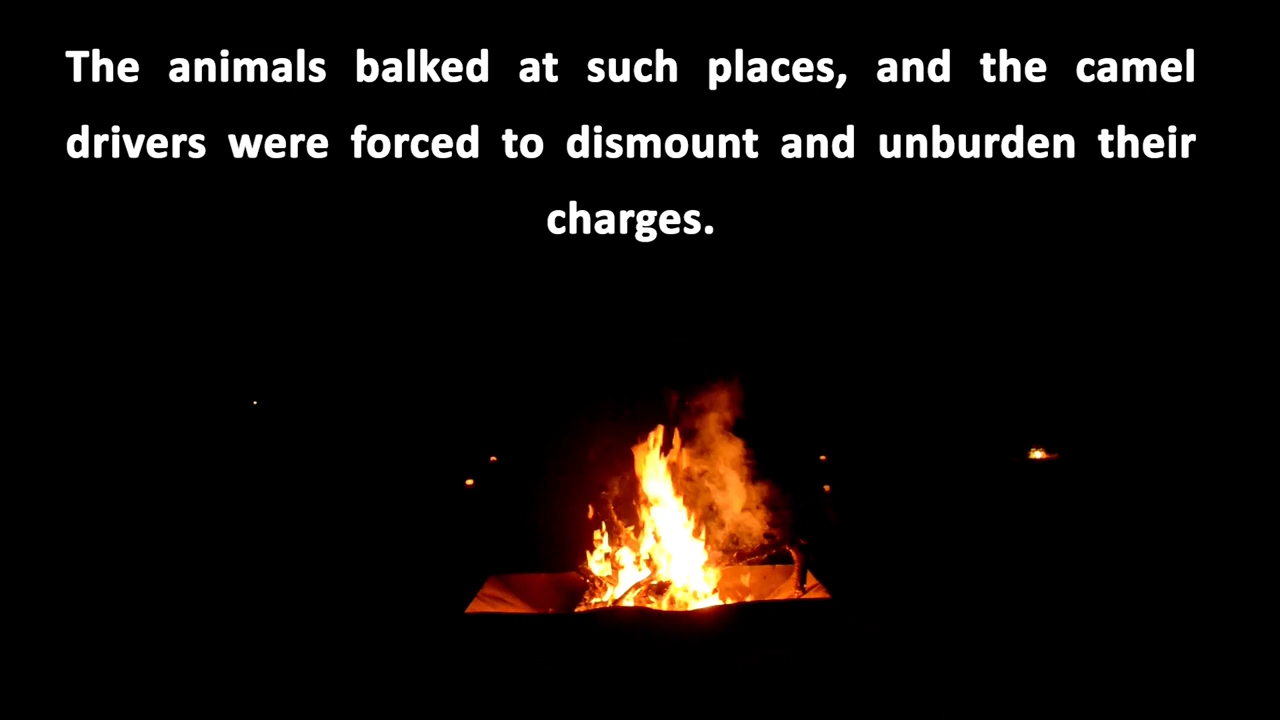 The animals balked at such places, and the camel
drivers were forced to dismount and unburden their
charges.